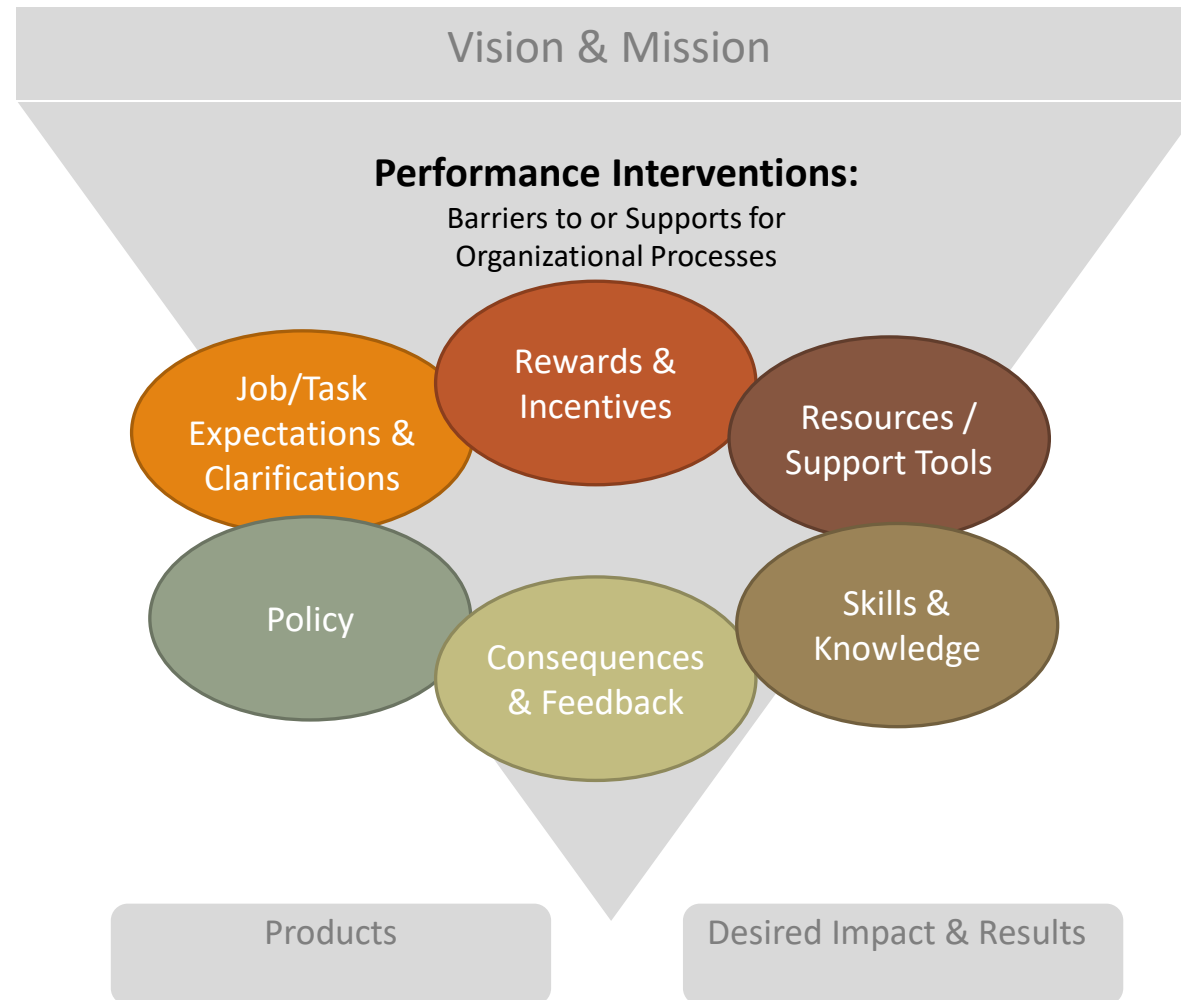 Vision & Mission
Performance Interventions:
Barriers to or Supports for
Organizational Processes
Job/Task
Expectations &
Clarifications
Rewards &
Incentives
Resources /
Support Tools
Policy
Consequences
& Feedback
Skills &
Knowledge
Products
Desired Impact & Results